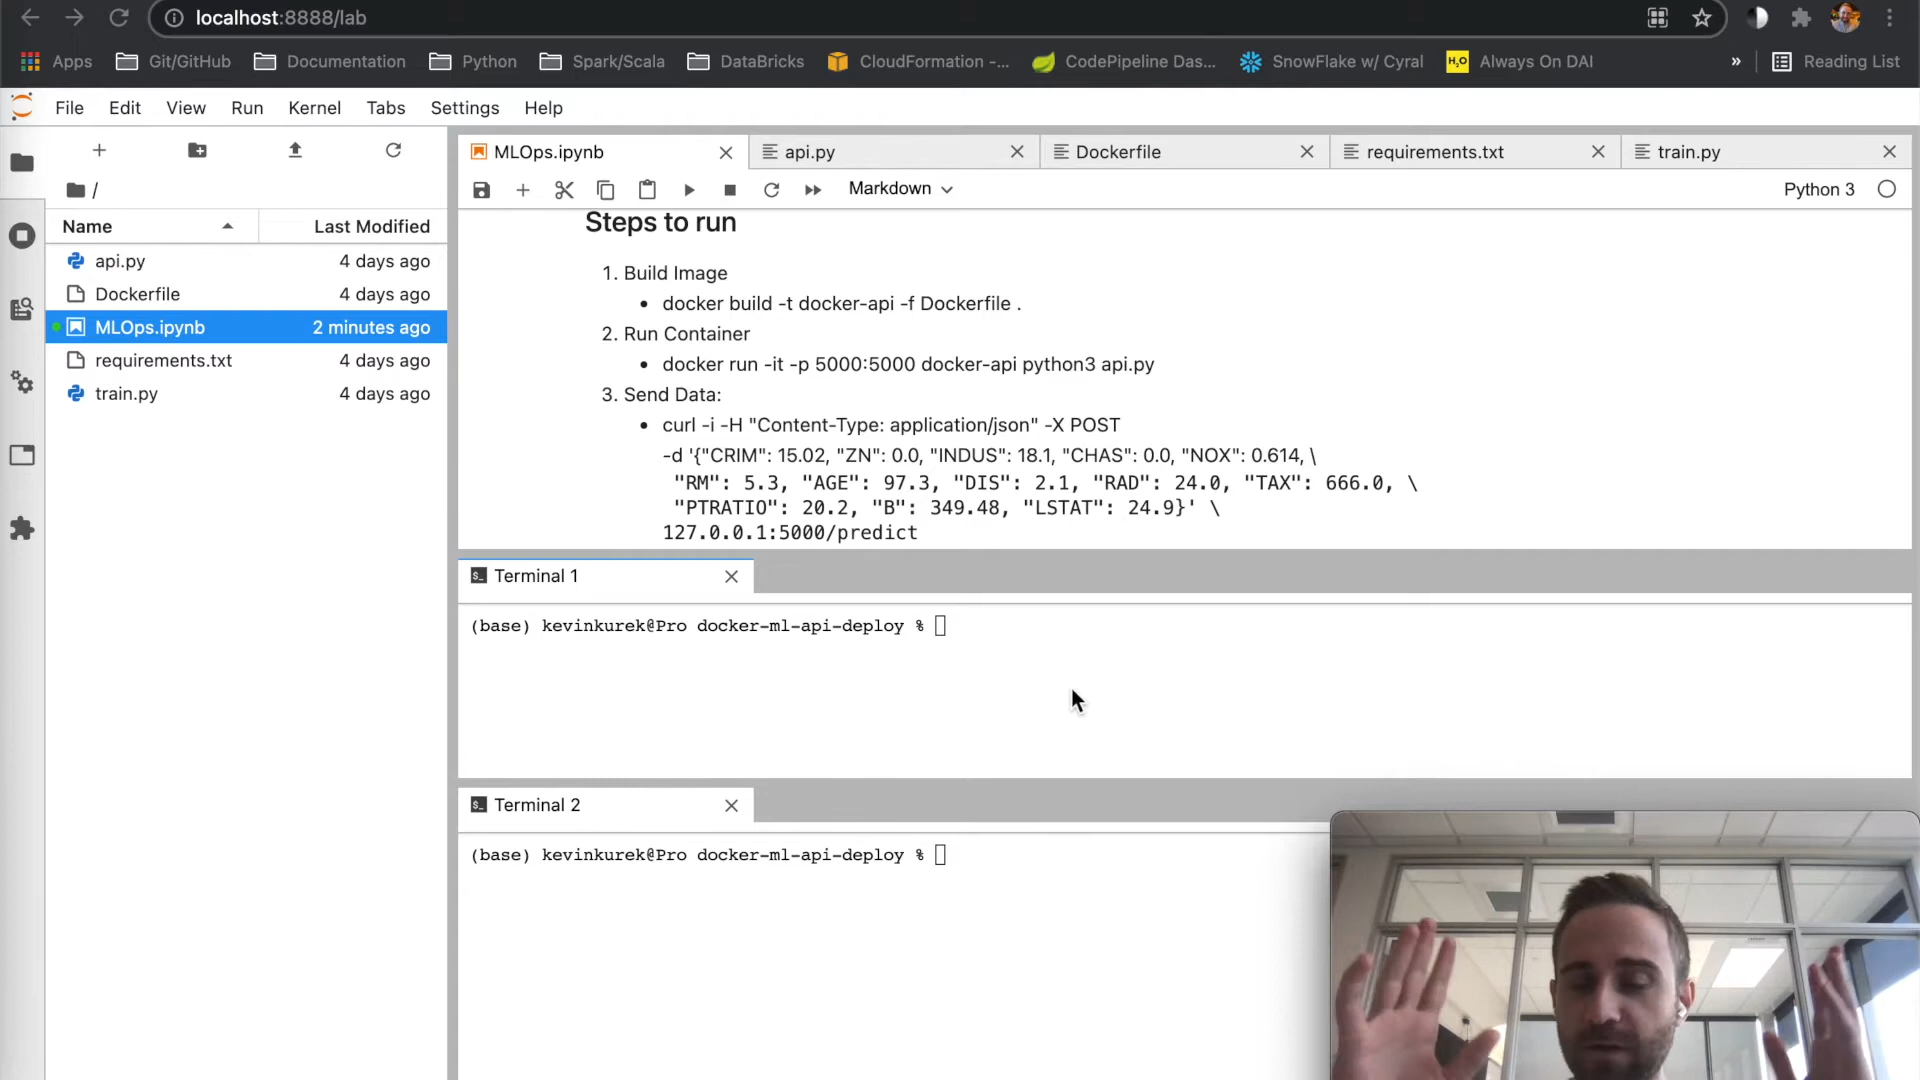 localhost:8888/lab
Apps Git/GitHub Documentation Python Spark/Scala DataBricks CloudFormation -... CodePipeline Das... SnowFlake w/ Cyral H₂O Always On DAI » Reading List
File Edit View Run Kernel Tabs Settings Help
MLOps.ipynb api.py Dockerfile requirements.txt train.py
Markdown Python 3
/
Name Last Modified
api.py 4 days ago
Dockerfile 4 days ago
MLOps.ipynb 2 minutes ago
requirements.txt 4 days ago
train.py 4 days ago
Steps to run
1. Build Image
• docker build -t docker-api -f Dockerfile .
2. Run Container
• docker run -it -p 5000:5000 docker-api python3 api.py
3. Send Data:
• curl -i -H "Content-Type: application/json" -X POST
-d '{"CRIM": 15.02, "ZN": 0.0, "INDUS": 18.1, "CHAS": 0.0, "NOX": 0.614, \
"RM": 5.3, "AGE": 97.3, "DIS": 2.1, "RAD": 24.0, "TAX": 666.0, \
"PTRATIO": 20.2, "B": 349.48, "LSTAT": 24.9}' \
127.0.0.1:5000/predict
Terminal 1
(base) kevinkurek@Pro docker-ml-api-deploy %
Terminal 2
(base) kevinkurek@Pro docker-ml-api-deploy %